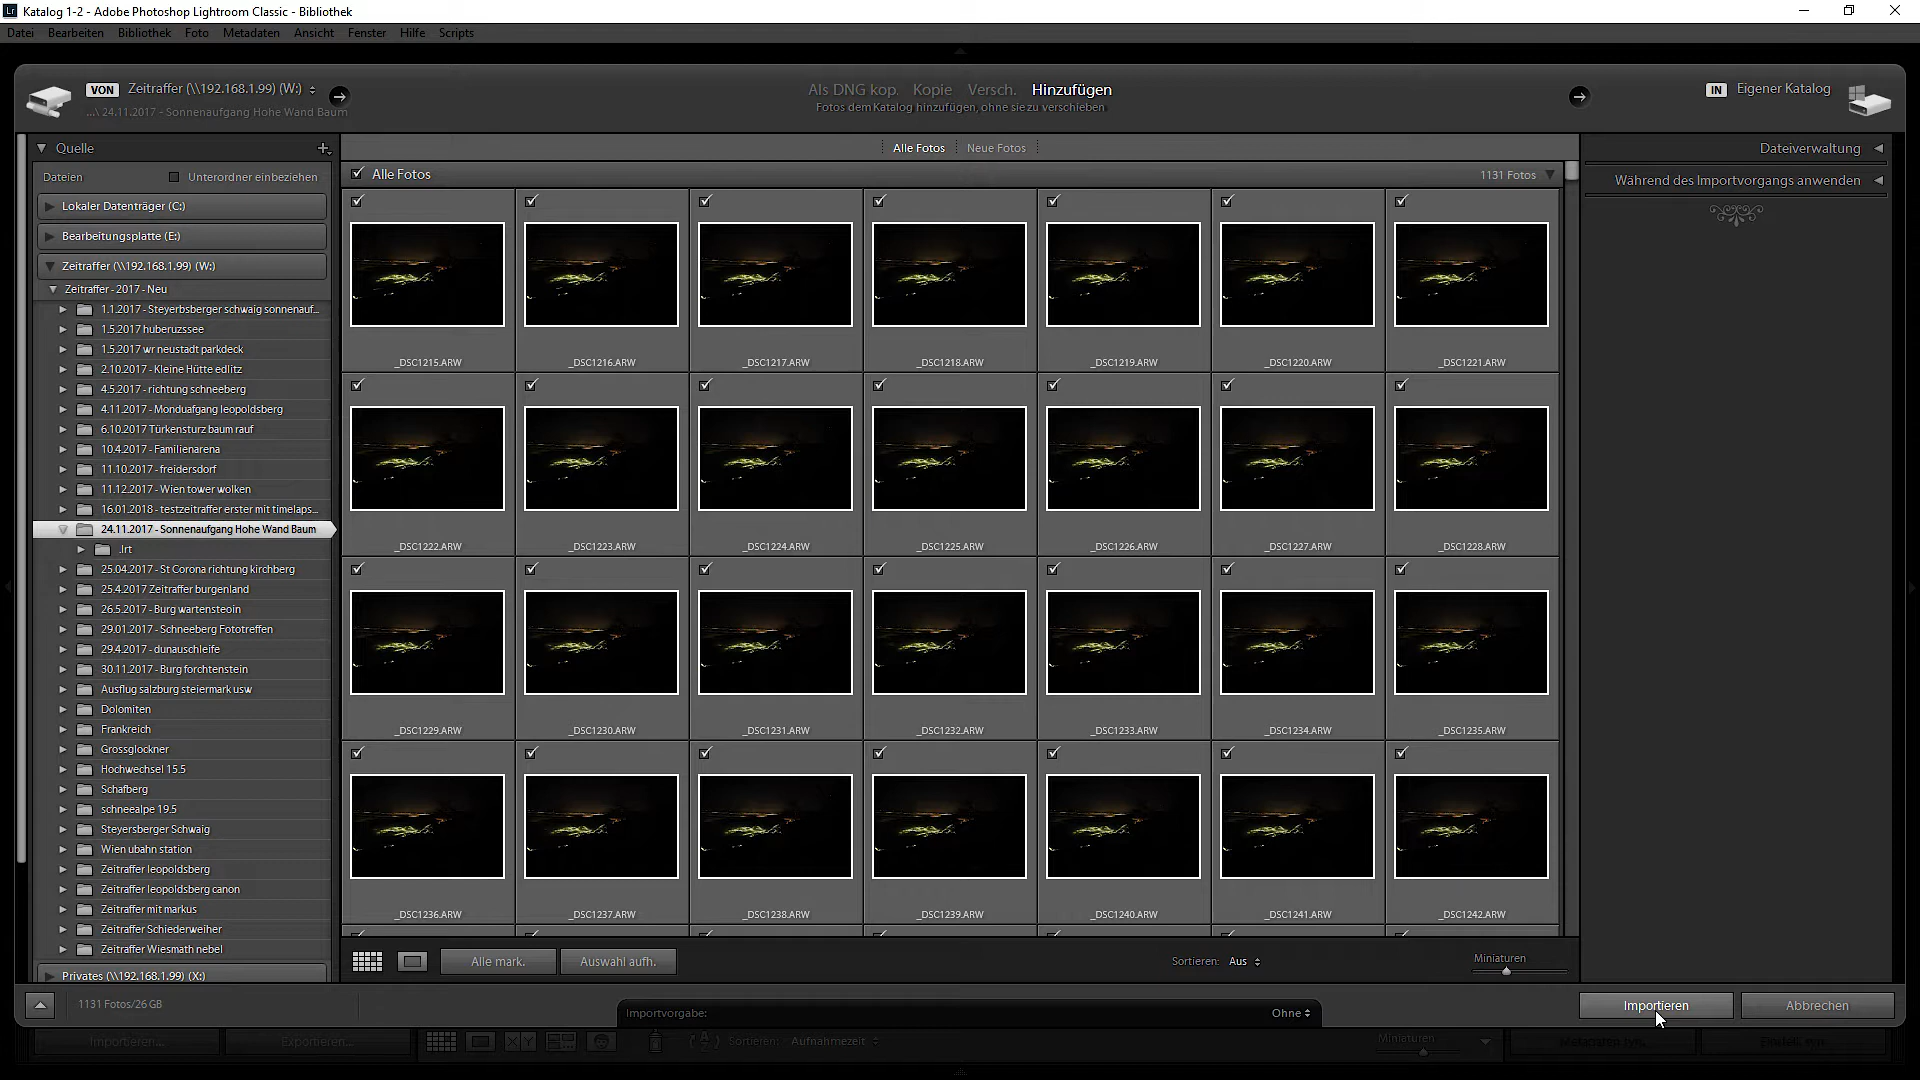 Katalog 1-2 - Adobe Photoshop Lightroom Classic - Bibliothek
Datei Bearbeiten Bibliothek Foto Metadaten Ansicht Fenster Hilfe Scripts
VON Zeitraffer (\\192.168.1.99) (W:)
...\ 24.11.2017 - Sonnenaufgang Hohe Wand Baum
Als DNG kop. Kopie Versch. Hinzufügen
Fotos dem Katalog hinzufügen, ohne sie zu verschieben
IN Eigener Katalog
Quelle
Dateien Unterordner einbeziehen
Lokaler Datenträger (C:)
Bearbeitungsplatte (E:)
Zeitraffer (\\192.168.1.99) (W:)
Zeitraffer - 2017 - Neu
1.1.2017 - Steyerbsberger schwaig sonnenauf...
1.5.2017 huberuzssee
1.5.2017 wr neustadt parkdeck
2.10.2017 - Kleine Hütte edlitz
4.5.2017 - richtung schneeberg
4.11.2017 - Monduafgang leopoldsberg
6.10.2017 Türkensturz baum rauf
10.4.2017 - Familienarena
11.10.2017 - freidersdorf
11.12.2017 - Wien tower wolken
16.01.2018 - testzeitraffer erster mit timelaps...
24.11.2017 - Sonnenaufgang Hohe Wand Baum
.lrt
25.04.2017 - St Corona richtung kirchberg
25.4.2017 Zeitraffer burgenland
26.5.2017 - Burg wartensteoin
29.01.2017 - Schneeberg Fototreffen
29.4.2017 - dunauschleife
30.11.2017 - Burg forchtenstein
Ausflug salzburg steiermark usw
Dolomiten
Frankreich
Grossglockner
Hochwechsel 15.5
Schafberg
schneealpe 19.5
Steyersberger Schwaig
Wien ubahn station
Zeitraffer leopoldsberg
Zeitraffer leopoldsberg canon
Zeitraffer mit markus
Zeitraffer Schiederweiher
Zeitraffer Wiesmath nebel
Privates (\\192.168.1.99) (X:)
Alle Fotos Neue Fotos
Alle Fotos 1131 Fotos
_DSC1215.ARW _DSC1216.ARW _DSC1217.ARW _DSC1218.ARW _DSC1219.ARW _DSC1220.ARW _DSC1221.ARW
_DSC1222.ARW _DSC1223.ARW _DSC1224.ARW _DSC1225.ARW _DSC1226.ARW _DSC1227.ARW _DSC1228.ARW
_DSC1229.ARW _DSC1230.ARW _DSC1231.ARW _DSC1232.ARW _DSC1233.ARW _DSC1234.ARW _DSC1235.ARW
_DSC1236.ARW _DSC1237.ARW _DSC1238.ARW _DSC1239.ARW _DSC1240.ARW _DSC1241.ARW _DSC1242.ARW
Alle mark. Auswahl aufh. Sortieren: Aus Miniaturen
Dateiverwaltung
Während des Importvorgangs anwenden
1131 Fotos/26 GB
Importvorgabe: Ohne
Importieren Abbrechen
Importieren... Exportieren... Sortieren: Aufnahmezeit Miniaturen